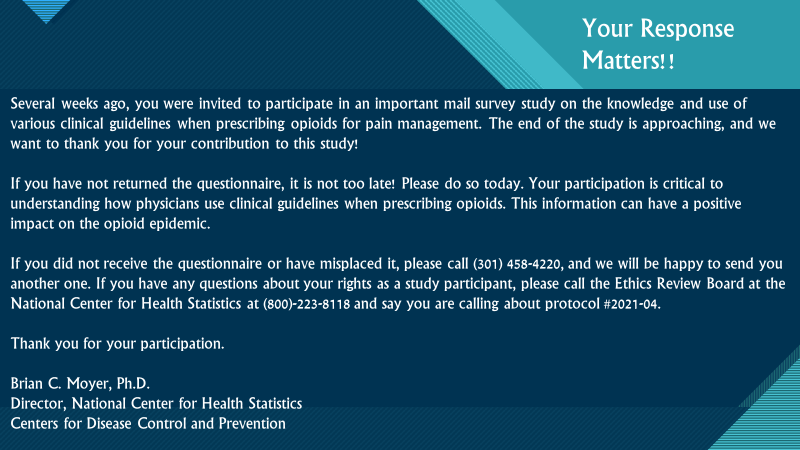 Your Response
Matters!!
Several weeks ago, you were invited to participate in an important mail survey study on the knowledge and use of
various clinical guidelines when prescribing opioids for pain management. The end of the study is approaching, and we
want to thank you for your contribution to this study!
If you have not returned the questionnaire, it is not too late! Please do so today. Your participation is critical to
understanding how physicians use clinical guidelines when prescribing opioids. This information can have a positive
impact on the opioid epidemic.
If you did not receive the questionnaire or have misplaced it, please call (301) 458-4220, and we will be happy to send you
another one. If you have any questions about your rights as a study participant, please call the Ethics Review Board at the
National Center for Health Statistics at (800)-223-8118 and say you are calling about protocol #2021-04.
Thank you for your participation.
Brian C. Moyer, Ph.D.
Director, National Center for Health Statistics
Centers for Disease Control and Prevention